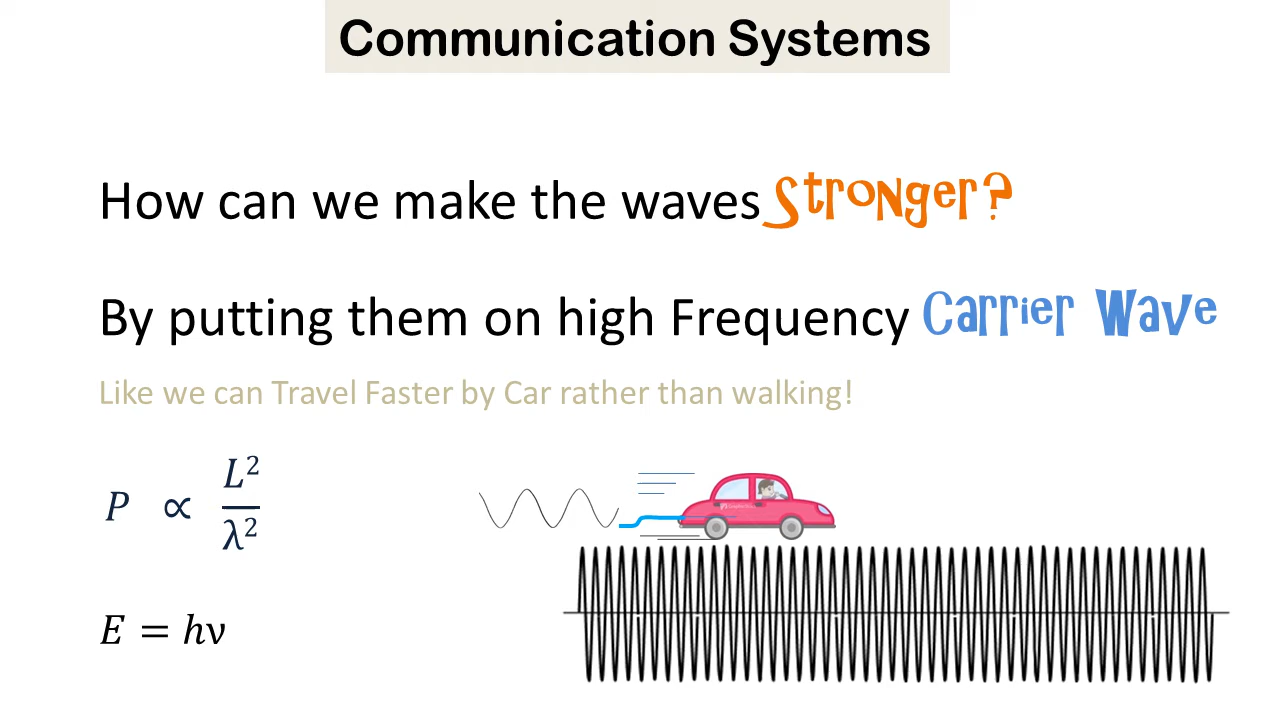 Communication Systems
How can we make the waves Stronger?
By putting them on high Frequency Carrier Wave
Like we can Travel Faster by Car rather than walking!
P ∝ L²/λ²
E = hν